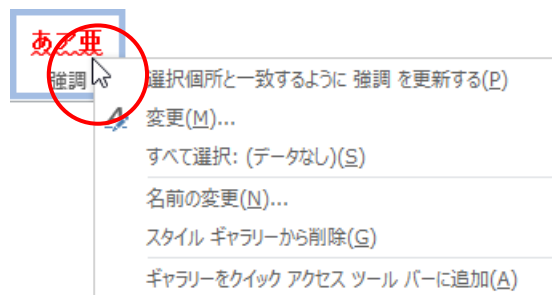 あア亜
強調
選択個所と一致するように 強調 を更新する(P)
変更(M)...
すべて選択: (データなし)(S)
名前の変更(N)...
スタイル ギャラリーから削除(G)
ギャラリーをクイック アクセス ツール バーに追加(A)